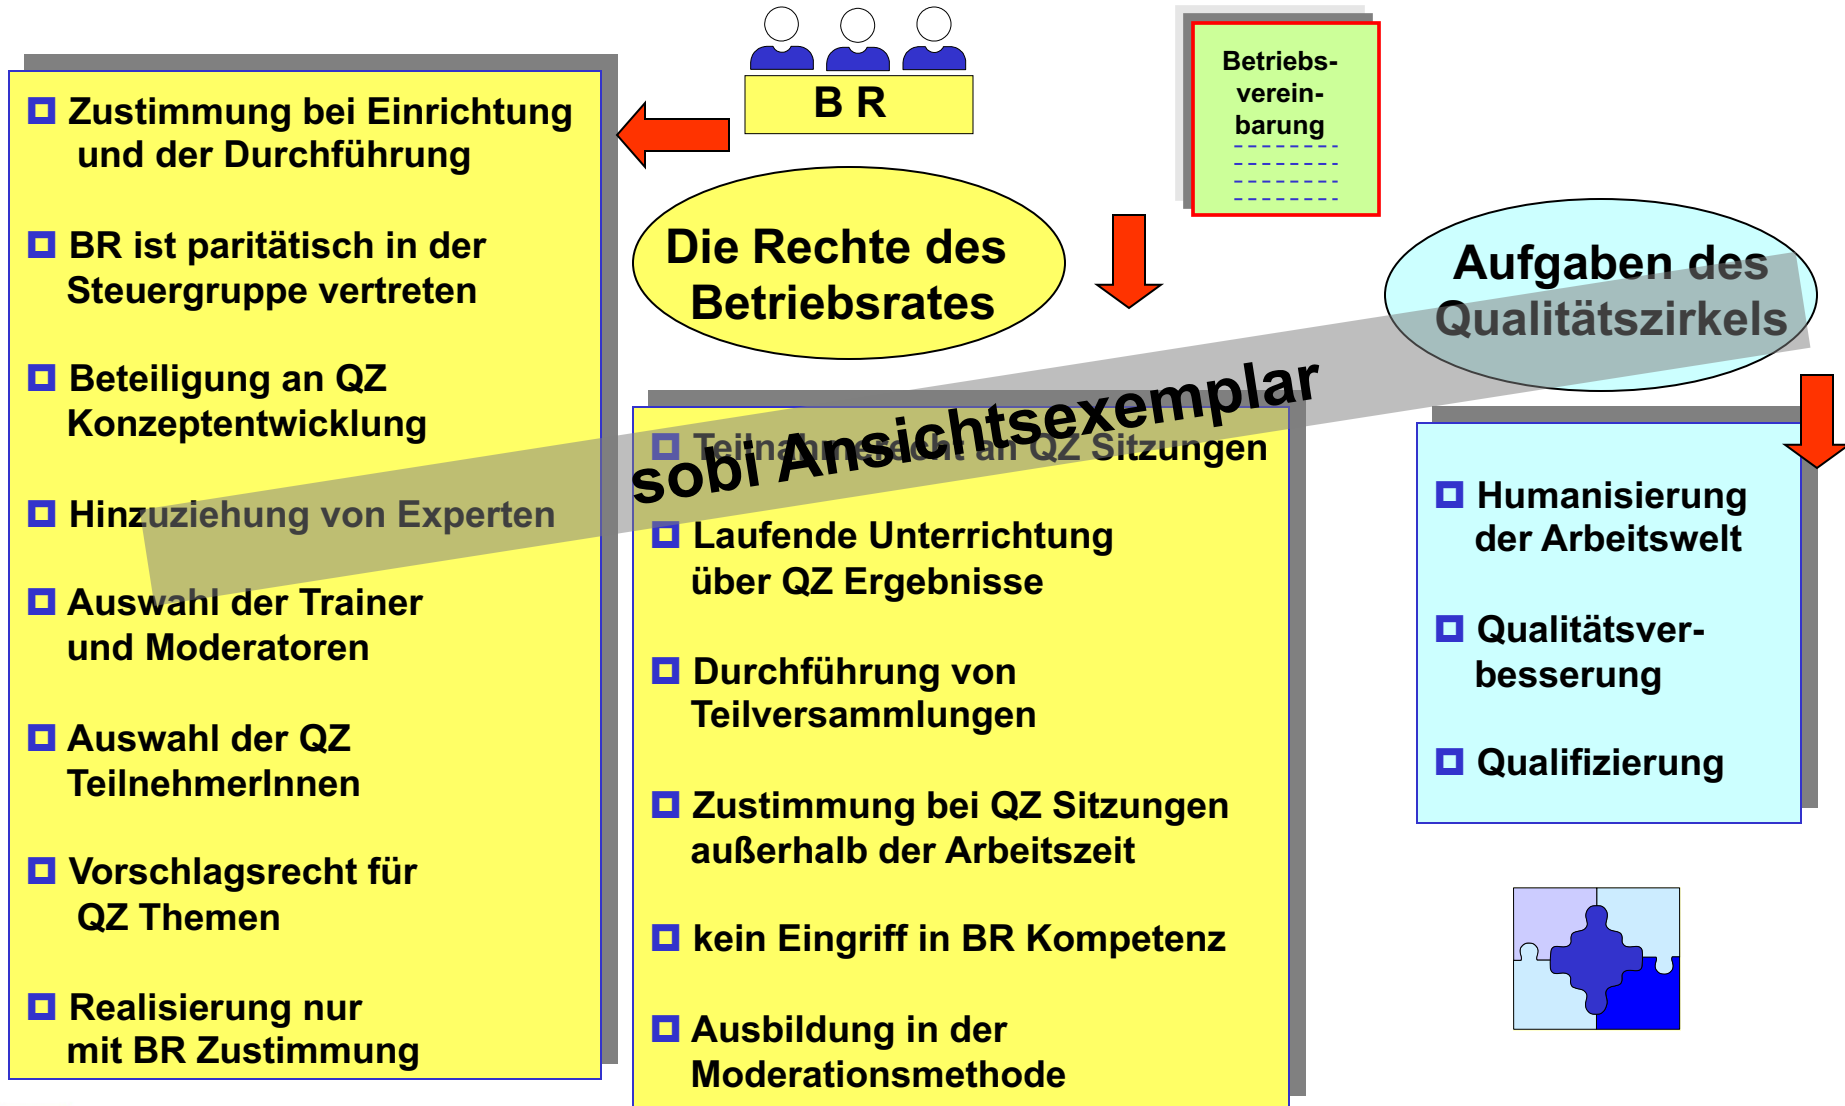 B R
Betriebs-
verein-
barung
Zustimmung bei Einrichtung
und der Durchführung
BR ist paritätisch in der
Steuergruppe vertreten
Beteiligung an QZ
Konzeptentwicklung
Hinzuziehung von Experten
Auswahl der Trainer
und Moderatoren
Auswahl der QZ
TeilnehmerInnen
Vorschlagsrecht für
QZ Themen
Realisierung nur
mit BR Zustimmung
Die Rechte des
Betriebsrates
Teilnahmerecht an QZ Sitzungen
Laufende Unterrichtung
über QZ Ergebnisse
Durchführung von
Teilversammlungen
Zustimmung bei QZ Sitzungen
außerhalb der Arbeitszeit
kein Eingriff in BR Kompetenz
Ausbildung in der
Moderationsmethode
Aufgaben des
Qualitätszirkels
Humanisierung
der Arbeitswelt
Qualitätsver-
besserung
Qualifizierung
sobi Ansichtsexemplar